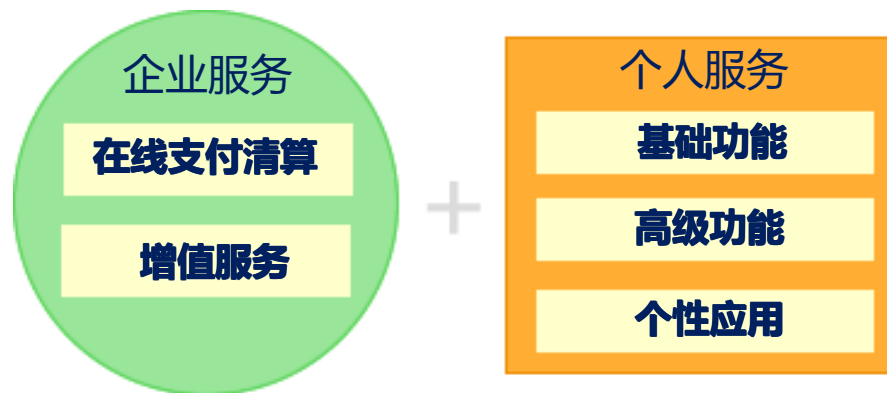 企业服务
在线支付清算
增值服务
+
个人服务
基础功能
高级功能
个性应用